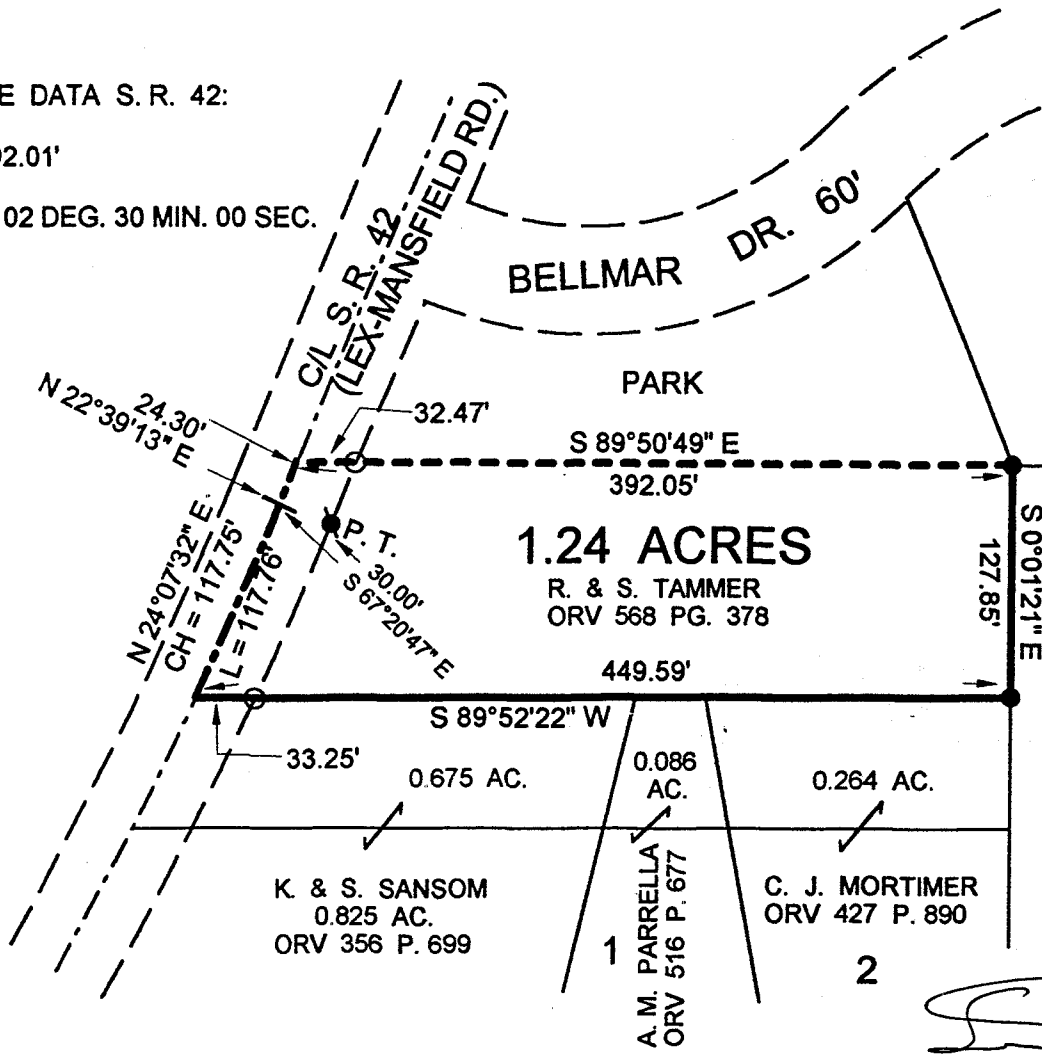 E DATA S. R. 42:
92.01'
02 DEG. 30 MIN. 00 SEC.
C/L S. R. 42
(LEX-MANSFIELD RD.)
BELLMAR DR. 60'
PARK
24.30'
N 22°39'13" E
32.47'
S 89°50'49" E
392.05'
P. T.
30.00'
S 67°20'47" E
1.24 ACRES
R. & S. TAMMER
ORV 568 PG. 378
S 0°01'21" E
127.85'
N 24°07'32" E
CH = 117.75'
L = 117.76'
449.59'
S 89°52'22" W
33.25'
0.675 AC.
0.086
AC.
0.264 AC.
K. & S. SANSOM
0.825 AC.
ORV 356 P. 699
1
A. M. PARRELLA
ORV 516 P. 677
C. J. MORTIMER
ORV 427 P. 890
2